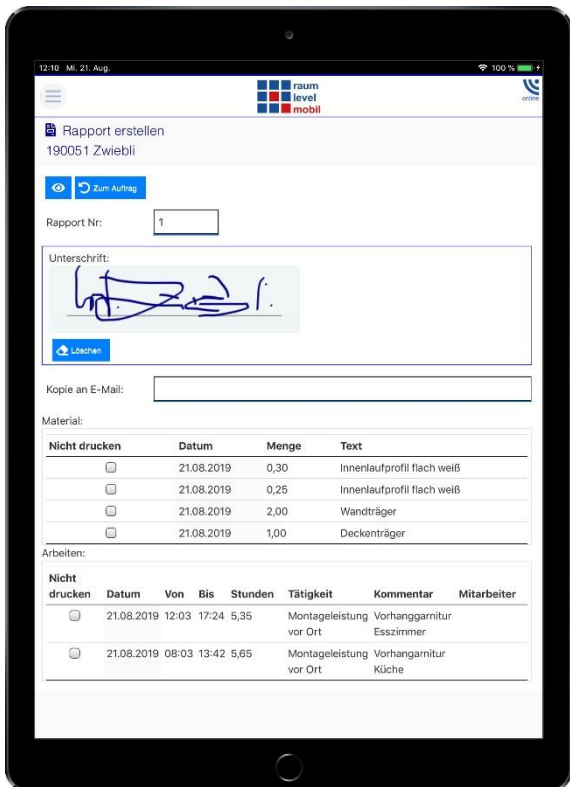 12:10 Mi. 21. Aug. 100 %
raum
level
mobil
online
Rapport erstellen
190051 Zwiebli
Zum Auftrag
Rapport Nr: 1
Unterschrift:
Löschen
Kopie an E-Mail:
Material:
Nicht drucken Datum Menge Text
21.08.2019 0,30 Innenlaufprofil flach weiß
21.08.2019 0,25 Innenlaufprofil flach weiß
21.08.2019 2,00 Wandträger
21.08.2019 1,00 Deckenträger
Arbeiten:
Nicht
drucken Datum Von Bis Stunden Tätigkeit Kommentar Mitarbeiter
21.08.2019 12:03 17:24 5,35 Montageleistung Vorhanggarnitur
vor Ort Esszimmer
21.08.2019 08:03 13:42 5,65 Montageleistung Vorhangarnitur
vor Ort Küche